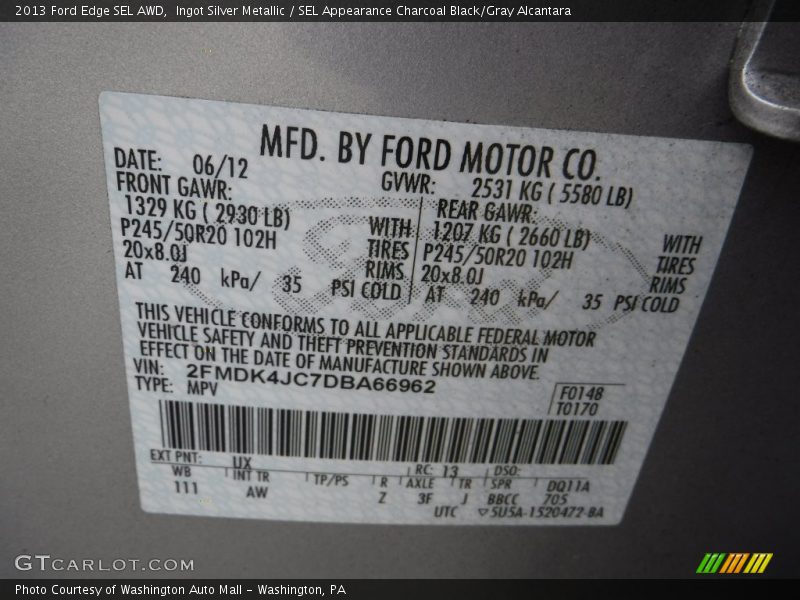 2013 Ford Edge SEL AWD, Ingot Silver Metallic / SEL Appearance Charcoal Black/Gray Alcantara
MFD. BY FORD MOTOR CO.
DATE: 06/12 GVWR: 2531 KG ( 5580 LB)
FRONT GAWR: REAR GAWR:
1329 KG ( 2930 LB) WITH 1207 KG ( 2660 LB) WITH
P245/50R20 102H TIRES P245/50R20 102H TIRES
20x8.0J RIMS 20x8.0J RIMS
AT 240 kPa/ 35 PSI COLD AT 240 kPa/ 35 PSI COLD
THIS VEHICLE CONFORMS TO ALL APPLICABLE FEDERAL MOTOR
VEHICLE SAFETY AND THEFT PREVENTION STANDARDS IN
EFFECT ON THE DATE OF MANUFACTURE SHOWN ABOVE.
VIN: 2FMDK4JC7DBA66962
TYPE: MPV
F0148
T0170
EXT PNT: UX RC: 13 DSO:
WB INT TR TP/PS R AXLE TR SPR DQ11A
111 AW Z 3F J BBCC 705
UTC ▽5U5A-1520472-BA
GTCARLOT.COM
Photo Courtesy of Washington Auto Mall - Washington, PA